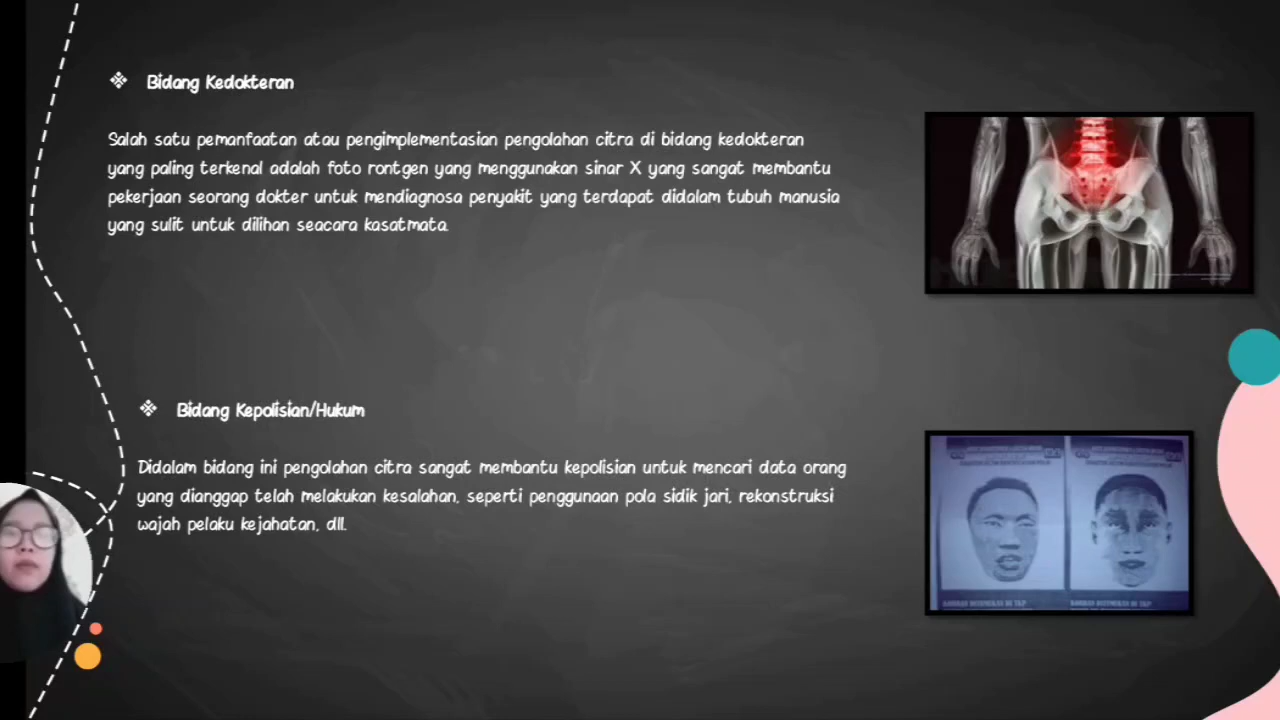 Bidang Kedokteran
Salah satu pemanfaatan atau pengimplementasian pengolahan citra di bidang kedokteran
yang paling terkenal adalah foto rontgen yang menggunakan sinar X yang sangat membantu
pekerjaan seorang dokter untuk mendiagnosa penyakit yang terdapat didalam tubuh manusia
yang sulit untuk dilihan seacara kasatmata.
Bidang Kepolisian/Hukum
Didalam bidang ini pengolahan citra sangat membantu kepolisian untuk mencari data orang
yang dianggap telah melakukan kesalahan, seperti penggunaan pola sidik jari, rekonstruksi
wajah pelaku kejahatan, dll.